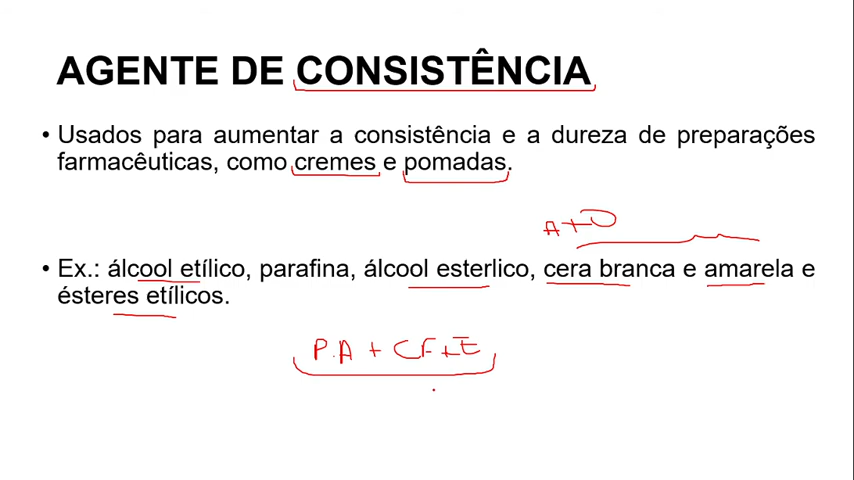 AGENTE DE CONSISTÊNCIA
• Usados para aumentar a consistência e a dureza de preparações
farmacêuticas, como cremes e pomadas.
A+D
• Ex.: álcool etílico, parafina, álcool esterlico, cera branca e amarela e
ésteres etílicos.
P.A + CF+E